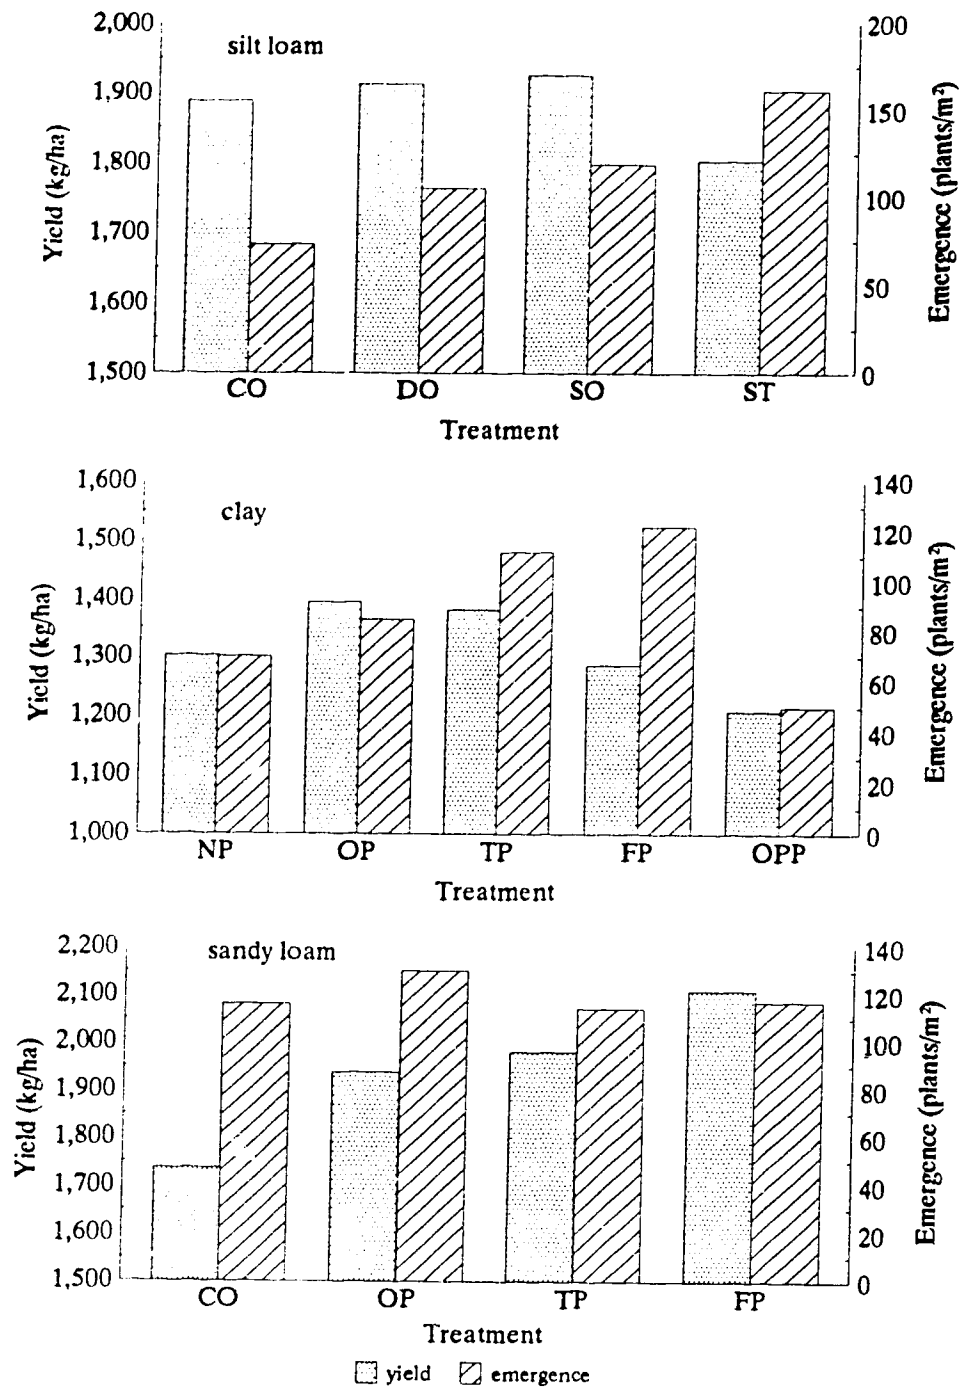 silt loam
Yield (kg/ha)
2,000
1,900
1,800
1,700
1,600
1,500
200
150
100
50
0
Emergence (plants/m²)
CO DO SO ST
Treatment
clay
Yield (kg/ha)
1,600
1,500
1,400
1,300
1,200
1,100
1,000
140
120
100
80
60
40
20
0
Emergence (plants/m²)
NP OP TP FP OPP
Treatment
sandy loam
Yield (kg/ha)
2,200
2,100
2,000
1,900
1,800
1,700
1,600
1,500
140
120
100
80
60
40
20
0
Emergence (plants/m²)
CO OP TP FP
Treatment
yield emergence